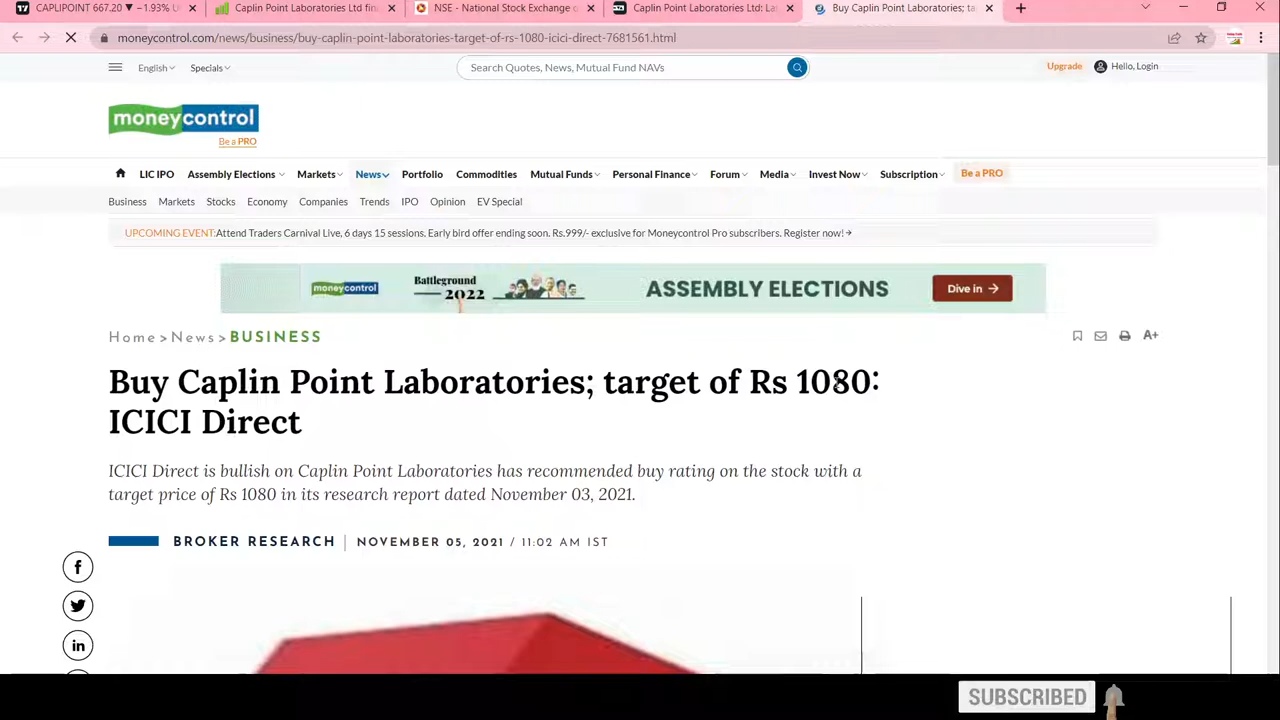 CAPLIPOINT 667.20 ▼ −1.93% U
Caplin Point Laboratories Ltd fin
NSE - National Stock Exchange o
Caplin Point Laboratories Ltd: La
Buy Caplin Point Laboratories; ta
moneycontrol.com/news/business/buy-caplin-point-laboratories-target-of-rs-1080-icici-direct-7681561.html
English
Specials
Search Quotes, News, Mutual Fund NAVs
Upgrade
Hello, Login
moneycontrol
Be a PRO
LIC IPO Assembly Elections Markets News Portfolio Commodities Mutual Funds Personal Finance Forum Media Invest Now Subscription Be a PRO
Business Markets Stocks Economy Companies Trends IPO Opinion EV Special
UPCOMING EVENT:Attend Traders Carnival Live, 6 days 15 sessions. Early bird offer ending soon. Rs.999/- exclusive for Moneycontrol Pro subscribers. Register now!→
moneycontrol
Battleground
2022
ASSEMBLY ELECTIONS
Dive in →
Home > News > BUSINESS
A+
Buy Caplin Point Laboratories; target of Rs 1080:
ICICI Direct
ICICI Direct is bullish on Caplin Point Laboratories has recommended buy rating on the stock with a
target price of Rs 1080 in its research report dated November 03, 2021.
BROKER RESEARCH | NOVEMBER 05, 2021 / 11:02 AM IST
f
in
SUBSCRIBED